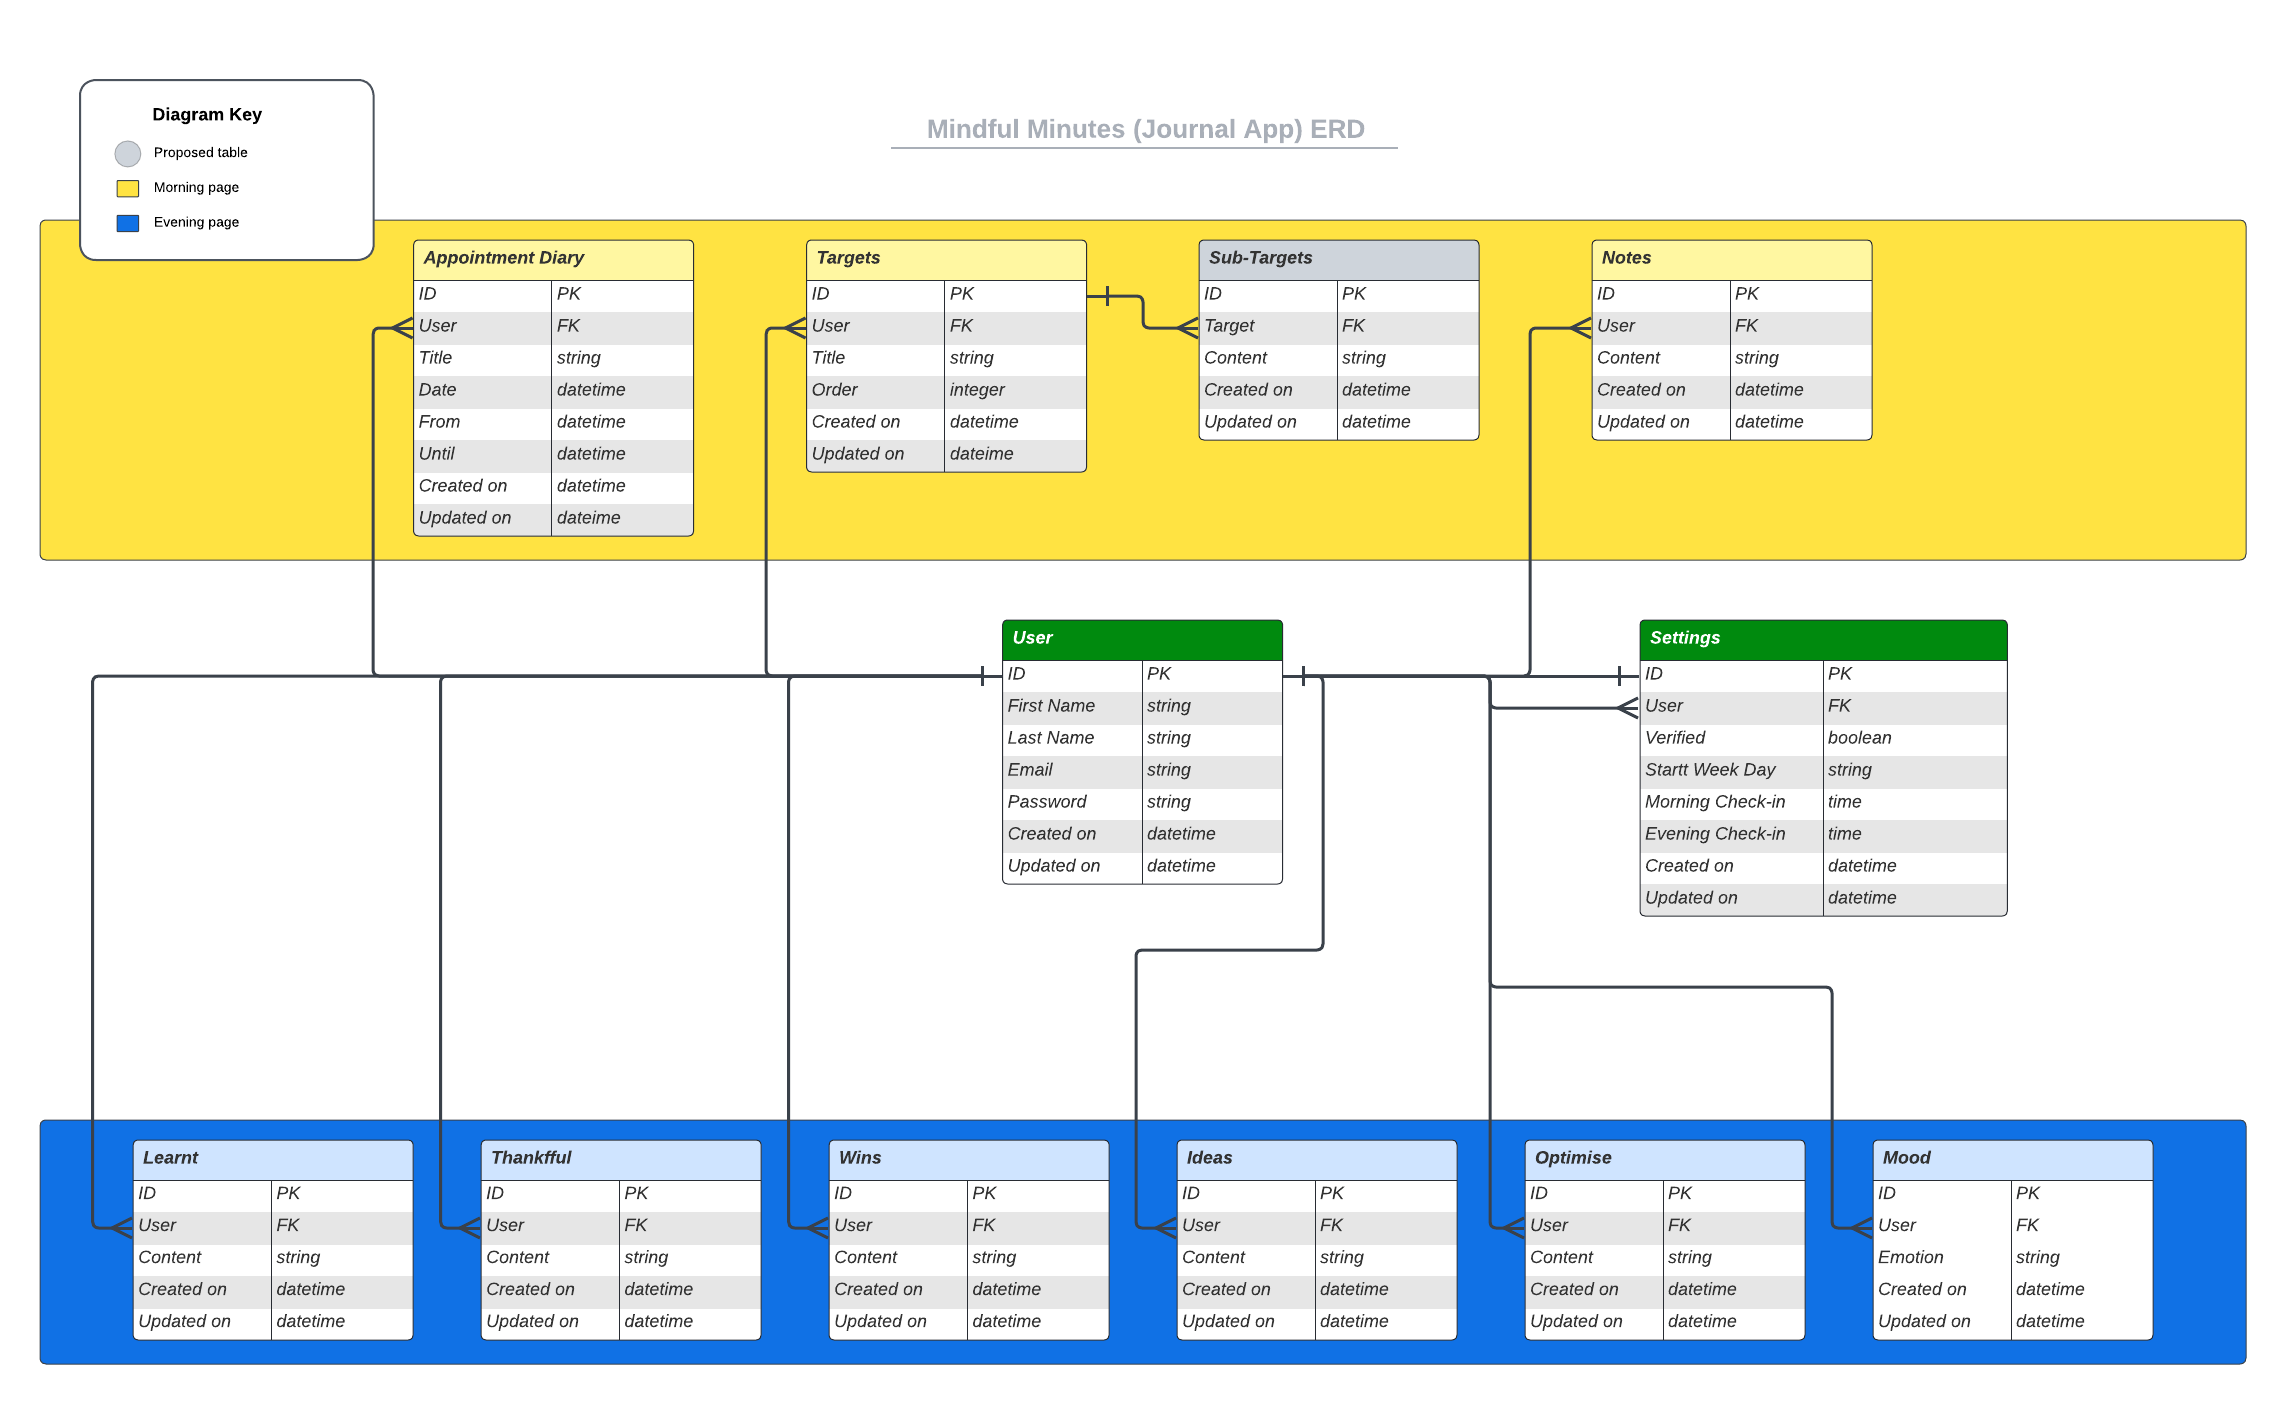 Diagram Key
Proposed table
Morning page
Evening page
Mindful Minutes (Journal App) ERD
Appointment Diary
ID PK
User FK
Title string
Date datetime
From datetime
Until datetime
Created on datetime
Updated on dateime
Targets
ID PK
User FK
Title string
Order integer
Created on datetime
Updated on dateime
Sub-Targets
ID PK
Target FK
Content string
Created on datetime
Updated on datetime
Notes
ID PK
User FK
Content string
Created on datetime
Updated on datetime
User
ID PK
First Name string
Last Name string
Email string
Password string
Created on datetime
Updated on datetime
Settings
ID PK
User FK
Verified boolean
Startt Week Day string
Morning Check-in time
Evening Check-in time
Created on datetime
Updated on datetime
Learnt
ID PK
User FK
Content string
Created on datetime
Updated on datetime
Thankfful
ID PK
User FK
Content string
Created on datetime
Updated on datetime
Wins
ID PK
User FK
Content string
Created on datetime
Updated on datetime
Ideas
ID PK
User FK
Content string
Created on datetime
Updated on datetime
Optimise
ID PK
User FK
Content string
Created on datetime
Updated on datetime
Mood
ID PK
User FK
Emotion string
Created on datetime
Updated on datetime